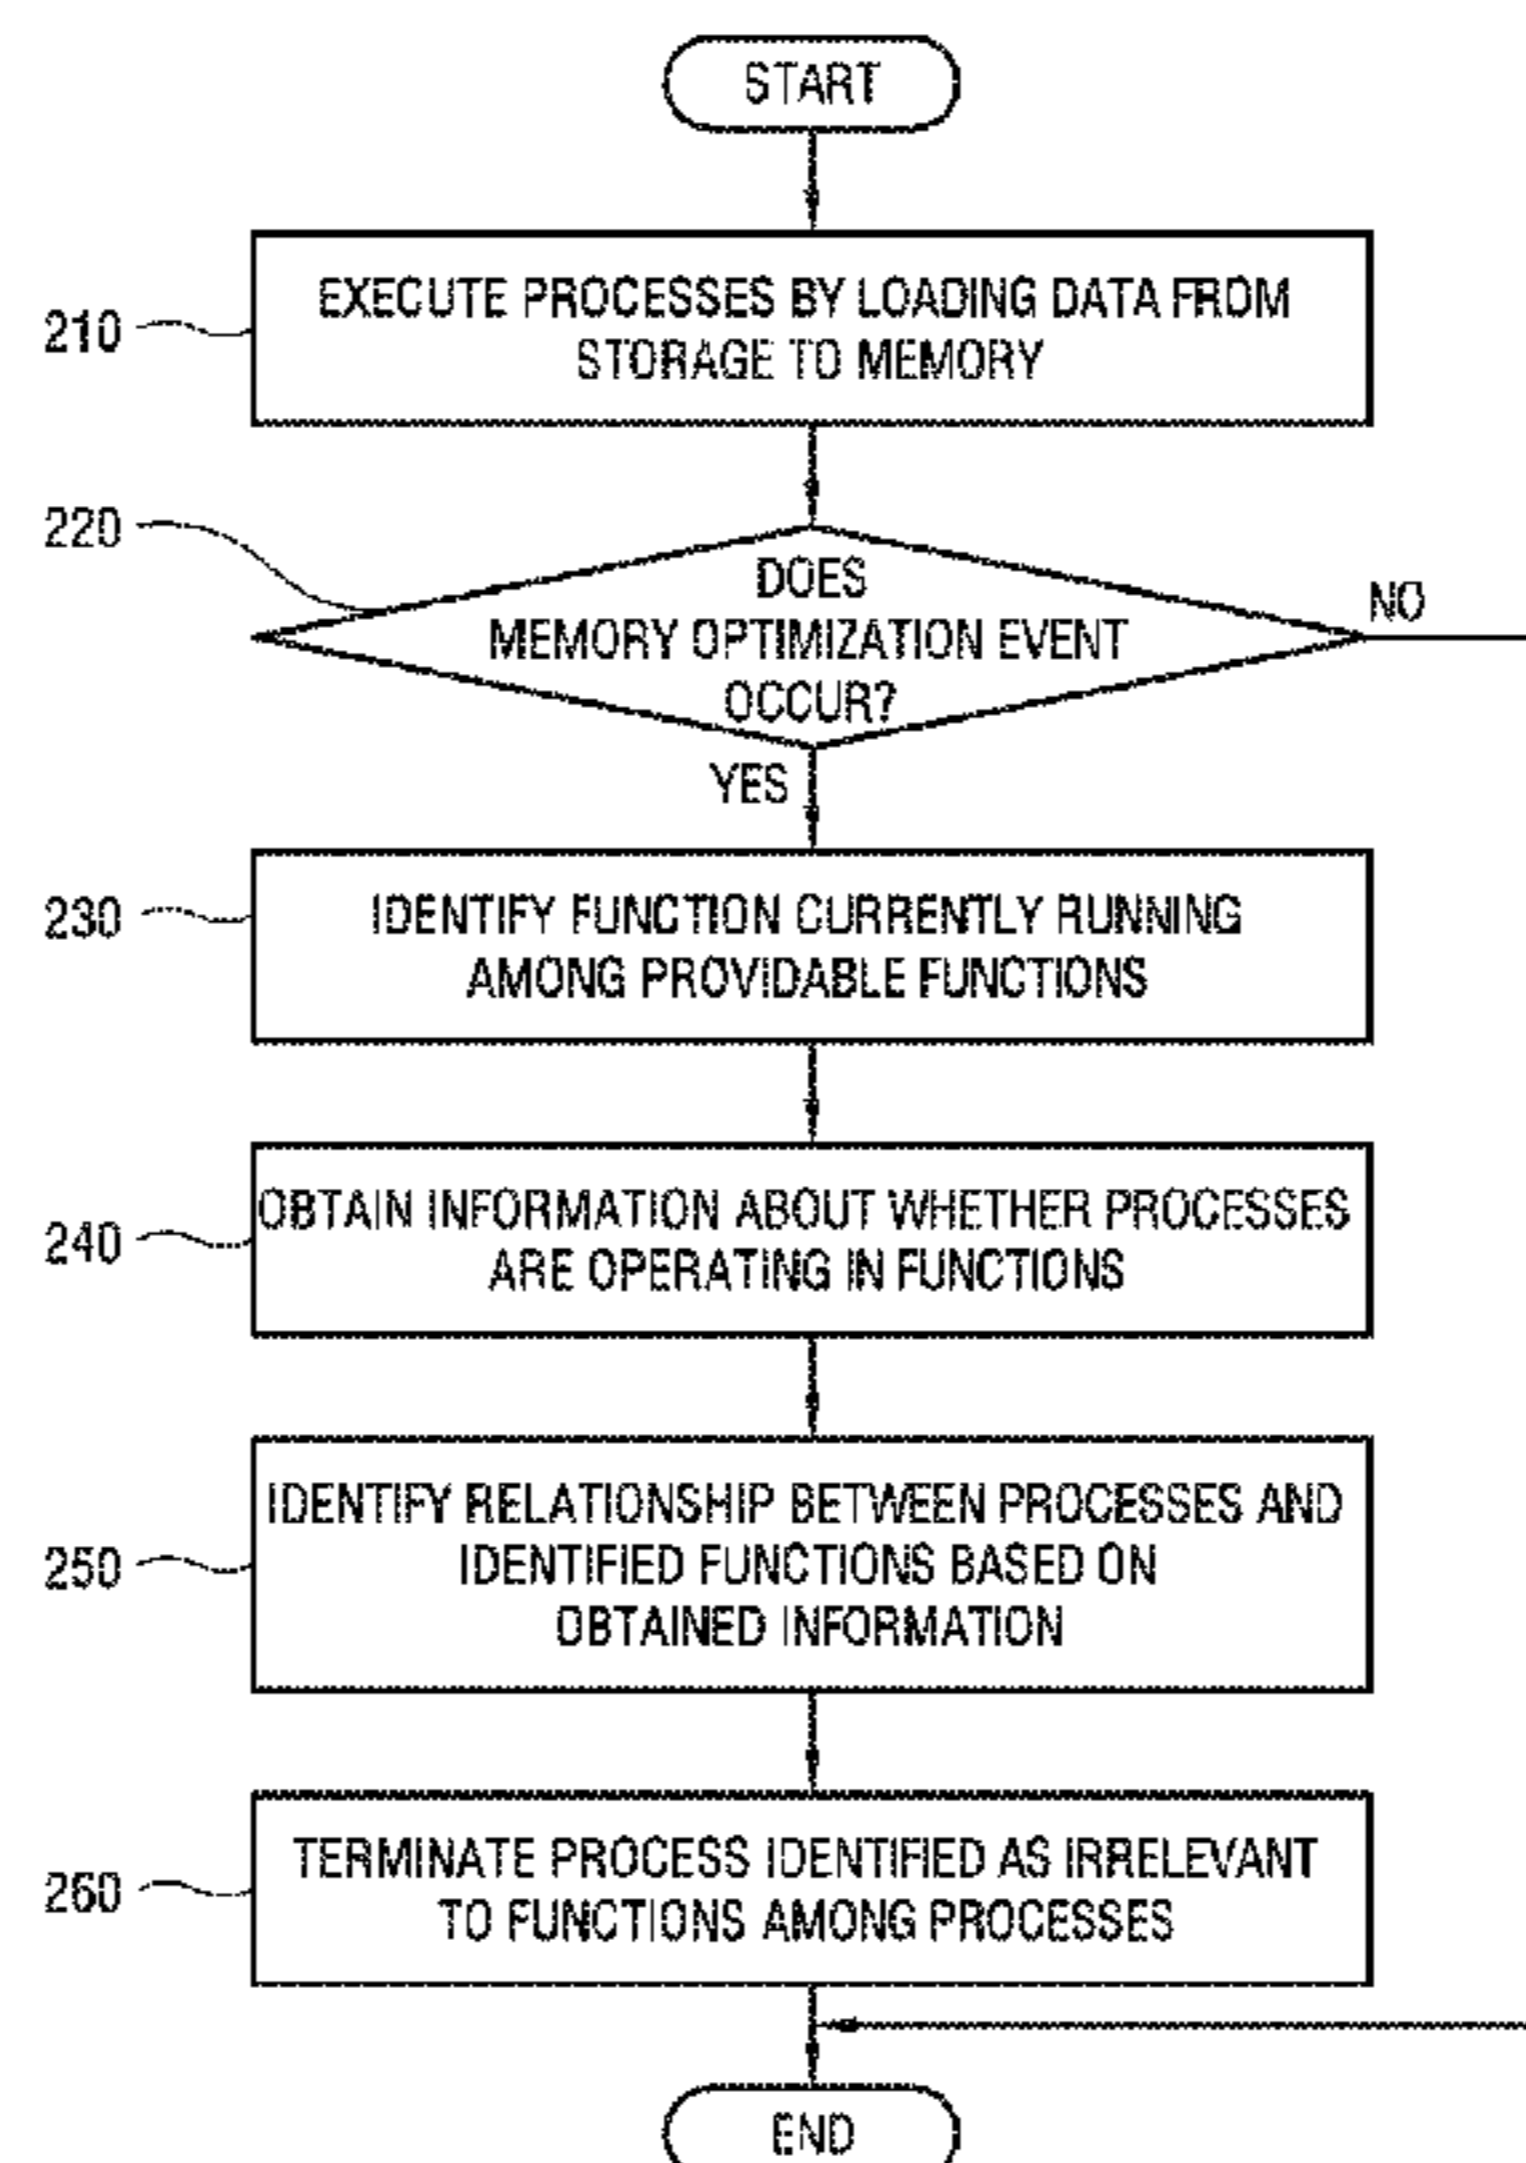 START
210
EXECUTE PROCESSES BY LOADING DATA FROM
STORAGE TO MEMORY
220
DOES
MEMORY OPTIMIZATION EVENT
OCCUR?
NO
YES
230
IDENTIFY FUNCTION CURRENTLY RUNNING
AMONG PROVIDABLE FUNCTIONS
240
OBTAIN INFORMATION ABOUT WHETHER PROCESSES
ARE OPERATING IN FUNCTIONS
250
IDENTIFY RELATIONSHIP BETWEEN PROCESSES AND
IDENTIFIED FUNCTIONS BASED ON
OBTAINED INFORMATION
260
TERMINATE PROCESS IDENTIFIED AS IRRELEVANT
TO FUNCTIONS AMONG PROCESSES
END